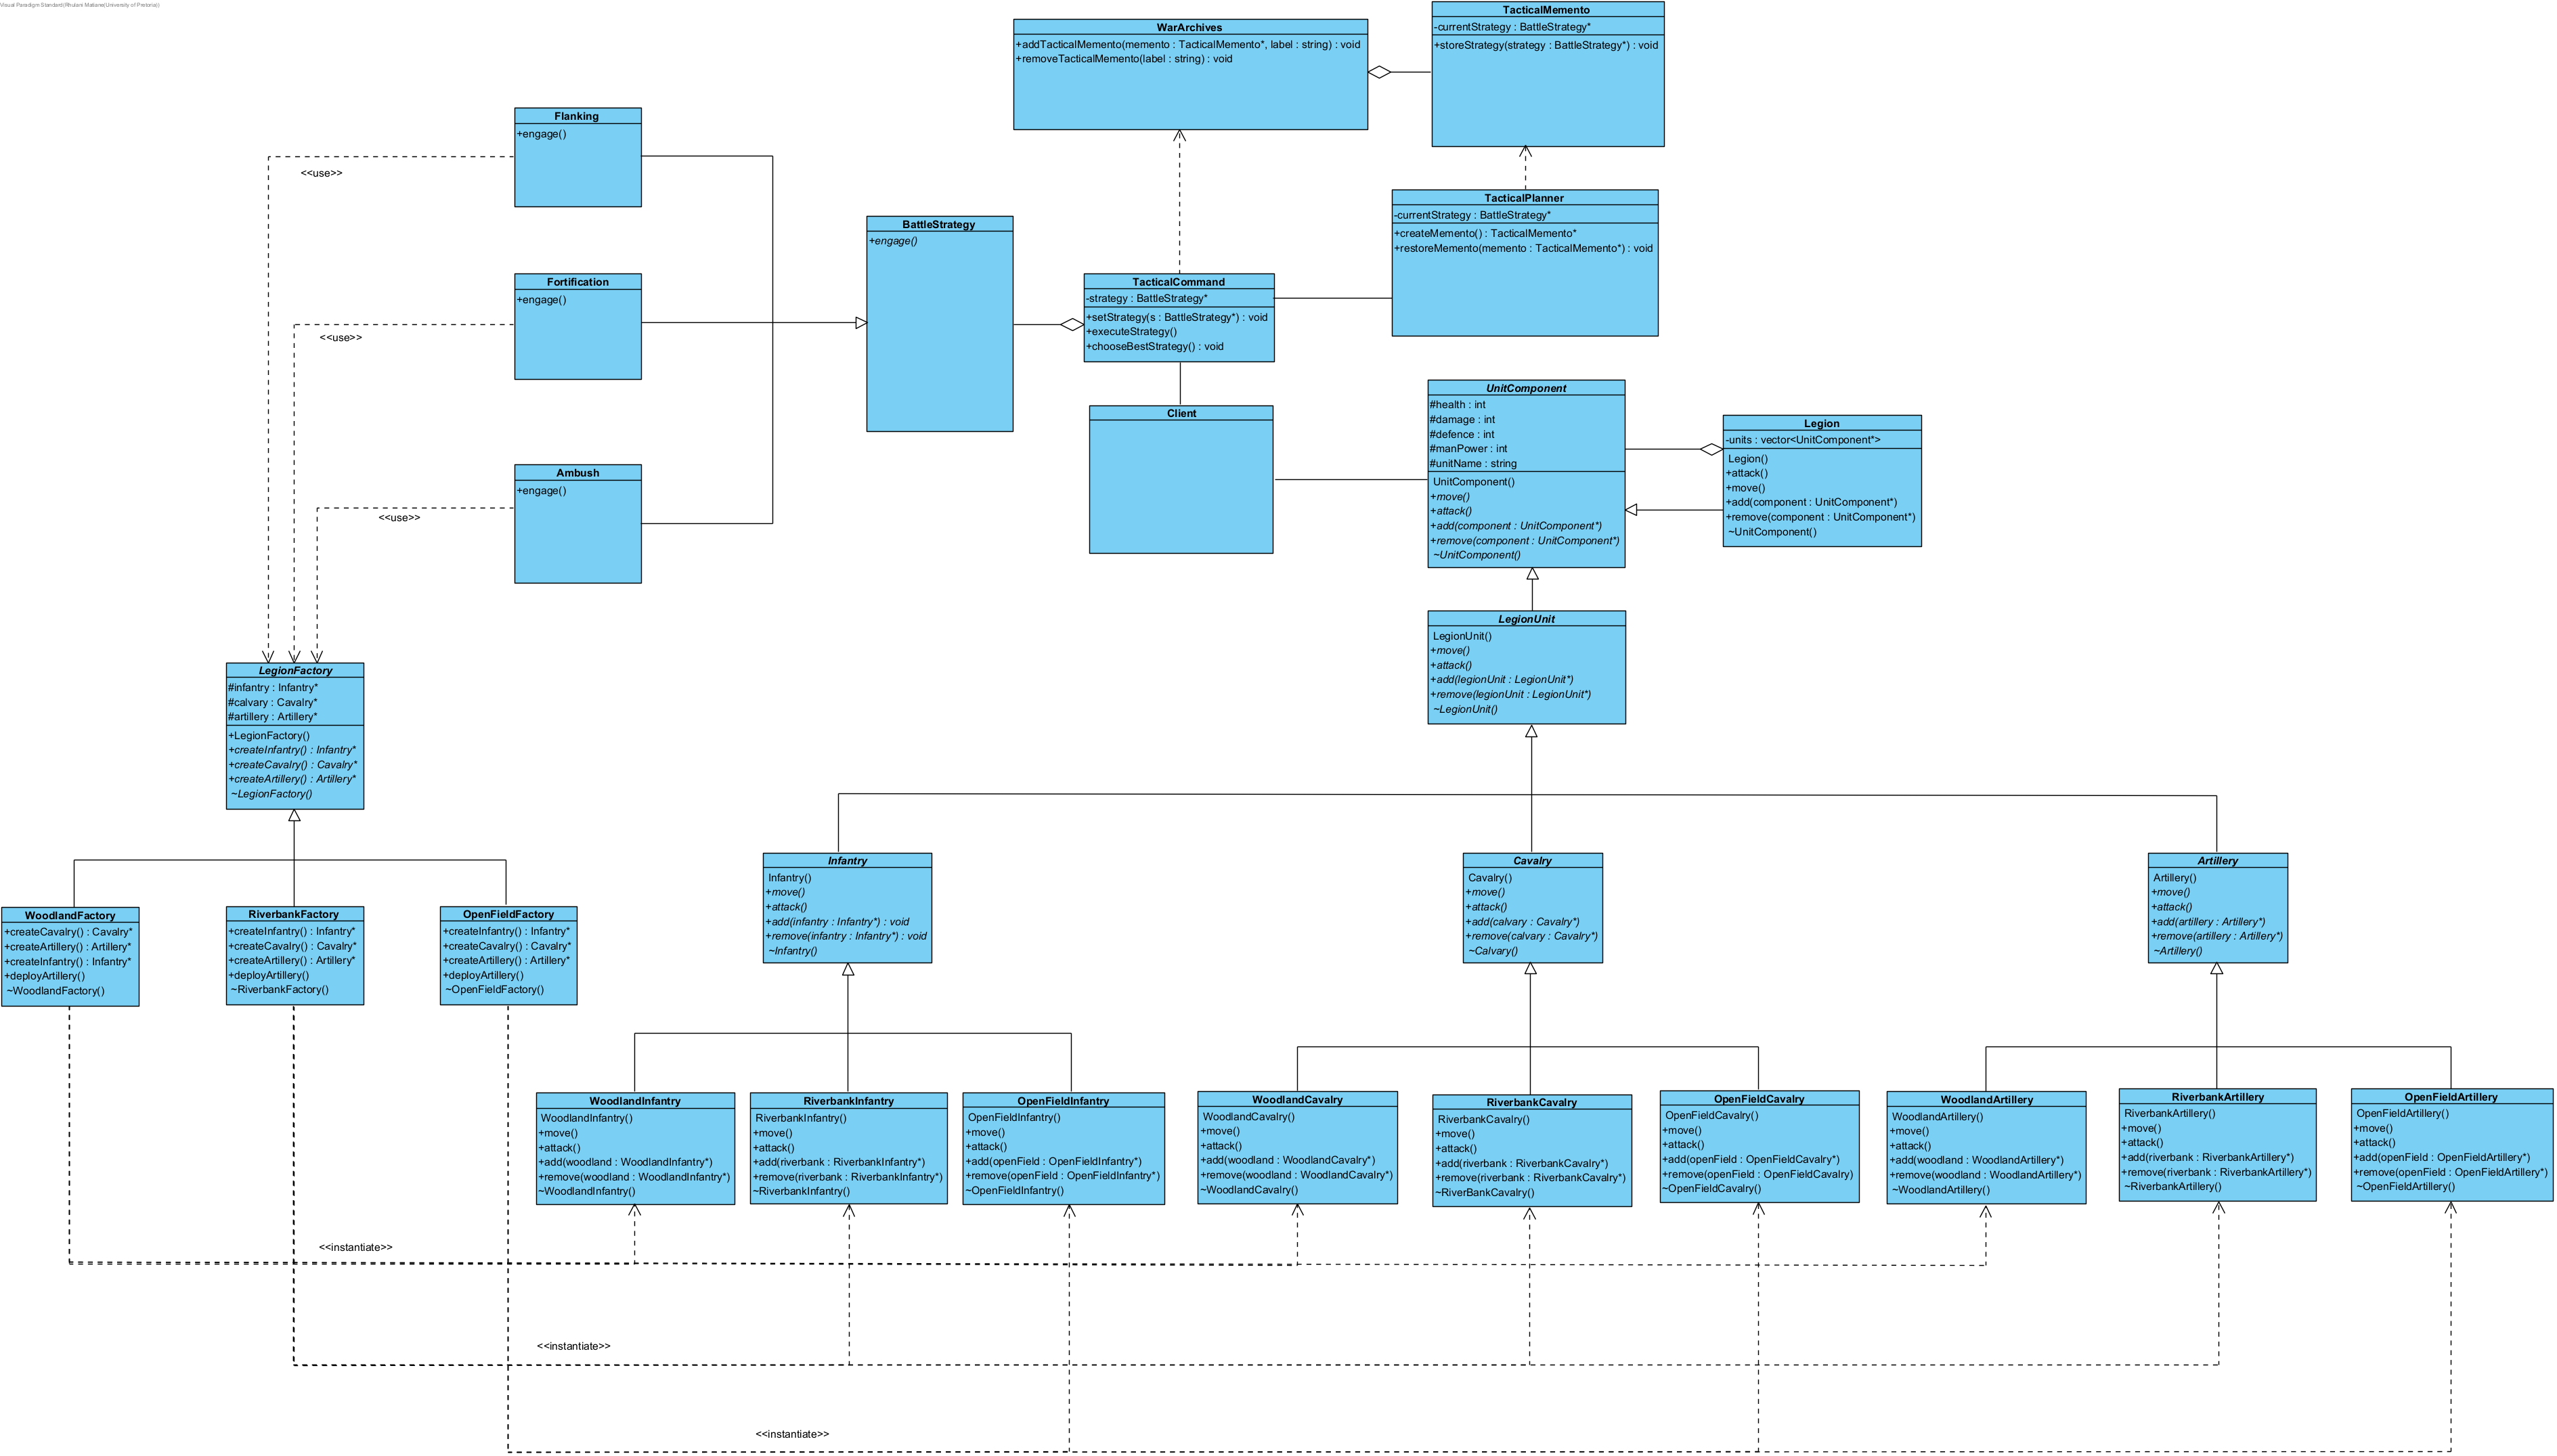 Visual Paradigm Standard(Rhulani Matiane(University of Pretoria))
TacticalMemento
-currentStrategy : BattleStrategy*
+storeStrategy(strategy : BattleStrategy*) : void
WarArchives
+addTacticalMemento(memento : TacticalMemento*, label : string) : void
+removeTacticalMemento(label : string) : void
Flanking
+engage()
<<use>>
TacticalPlanner
-currentStrategy : BattleStrategy*
+createMemento() : TacticalMemento*
+restoreMemento(memento : TacticalMemento*) : void
BattleStrategy
+engage()
Fortification
+engage()
<<use>>
TacticalCommand
-strategy : BattleStrategy*
+setStrategy(s : BattleStrategy*) : void
+executeStrategy()
+chooseBestStrategy() : void
Client
UnitComponent
#health : int
#damage : int
#defence : int
#manPower : int
#unitName : string
UnitComponent()
+move()
+attack()
+add(component : UnitComponent*)
+remove(component : UnitComponent*)
~UnitComponent()
Legion
-units : vector<UnitComponent*>
Legion()
+attack()
+move()
+add(component : UnitComponent*)
+remove(component : UnitComponent*)
~UnitComponent()
Ambush
+engage()
<<use>>
LegionUnit
LegionUnit()
+move()
+attack()
+add(legionUnit : LegionUnit*)
+remove(legionUnit : LegionUnit*)
~LegionUnit()
LegionFactory
#infantry : Infantry*
#calvary : Cavalry*
#artillery : Artillery*
+LegionFactory()
+createInfantry() : Infantry*
+createCavalry() : Cavalry*
+createArtillery() : Artillery*
~LegionFactory()
Infantry
Infantry()
+move()
+attack()
+add(infantry : Infantry*) : void
+remove(infantry : Infantry*) : void
~Infantry()
Cavalry
Cavalry()
+move()
+attack()
+add(calvary : Cavalry*)
+remove(calvary : Cavalry*)
~Calvary()
Artillery
Artillery()
+move()
+attack()
+add(artillery : Artillery*)
+remove(artillery : Artillery*)
~Artillery()
WoodlandFactory
+createCavalry() : Cavalry*
+createArtillery() : Artillery*
+createInfantry() : Infantry*
+deployArtillery()
~WoodlandFactory()
RiverbankFactory
+createInfantry() : Infantry*
+createCavalry() : Cavalry*
+createArtillery() : Artillery*
+deployArtillery()
~RiverbankFactory()
OpenFieldFactory
+createInfantry() : Infantry*
+createCavalry() : Cavalry*
+createArtillery() : Artillery*
+deployArtillery()
~OpenFieldFactory()
WoodlandInfantry
WoodlandInfantry()
+move()
+attack()
+add(woodland : WoodlandInfantry*)
+remove(woodland : WoodlandInfantry*)
~WoodlandInfantry()
RiverbankInfantry
RiverbankInfantry()
+move()
+attack()
+add(riverbank : RiverbankInfantry*)
+remove(riverbank : RiverbankInfantry*)
~RiverbankInfantry()
OpenFieldInfantry
OpenFieldInfantry()
+move()
+attack()
+add(openField : OpenFieldInfantry*)
+remove(openField : OpenFieldInfantry*)
~OpenFieldInfantry()
WoodlandCavalry
WoodlandCavalry()
+move()
+attack()
+add(woodland : WoodlandCavalry*)
+remove(woodland : WoodlandCavalry*)
~WoodlandCavalry()
RiverbankCavalry
RiverbankCavalry()
+move()
+attack()
+add(riverbank : RiverbankCavalry*)
+remove(riverbank : RiverbankCavalry*)
~RiverBankCavalry()
OpenFieldCavalry
OpenFieldCavalry()
+move()
+attack()
+add(openField : OpenFieldCavalry*)
+remove(openField : OpenFieldCavalry)
~OpenFieldCavalry()
WoodlandArtillery
WoodlandArtillery()
+move()
+attack()
+add(woodland : WoodlandArtillery*)
+remove(woodland : WoodlandArtillery*)
~WoodlandArtillery()
RiverbankArtillery
RiverbankArtillery()
+move()
+attack()
+add(riverbank : RiverbankArtillery*)
+remove(riverbank : RiverbankArtillery*)
~RiverbankArtillery()
OpenFieldArtillery
OpenFieldArtillery()
+move()
+attack()
+add(openField : OpenFieldArtillery*)
+remove(openField : OpenFieldArtillery*)
~OpenFieldArtillery()
<<instantiate>>
<<instantiate>>
<<instantiate>>